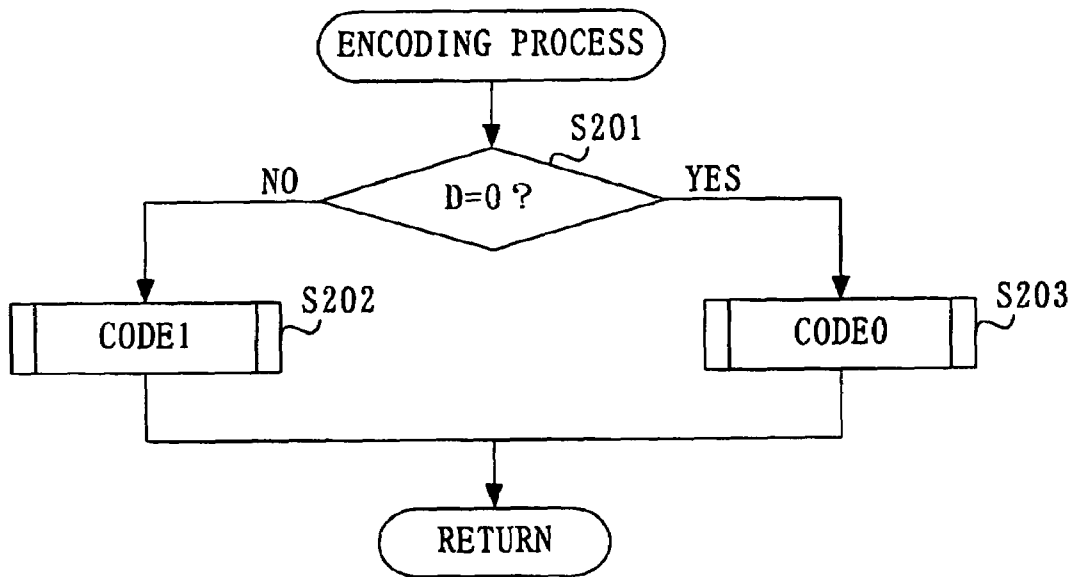 ENCODING PROCESS
S201
NO
D=0?
YES
CODE1
S202
CODE0
S203
RETURN